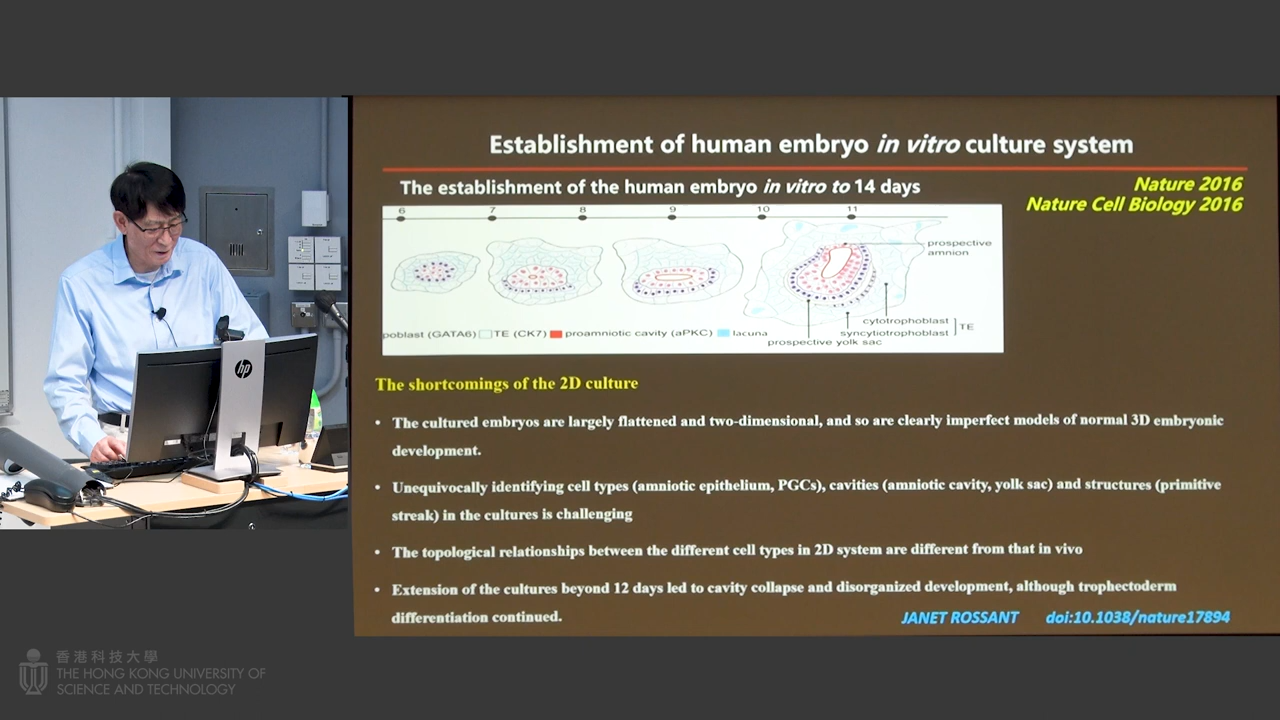 Establishment of human embryo in vitro culture system
The establishment of the human embryo in vitro to 14 days
Nature 2016
Nature Cell Biology 2016
6 7 8 9 10 11
prospective
amnion
cytotrophoblast
syncytiotrophoblast
TE
prospective yolk sac
poblast (GATA6) TE (CK7) proamniotic cavity (aPKC) lacuna
The shortcomings of the 2D culture
• The cultured embryos are largely flattened and two-dimensional, and so are clearly imperfect models of normal 3D embryonic
development.
• Unequivocally identifying cell types (amniotic epithelium, PGCs), cavities (amniotic cavity, yolk sac) and structures (primitive
streak) in the cultures is challenging
• The topological relationships between the different cell types in 2D system are different from that in vivo
• Extension of the cultures beyond 12 days led to cavity collapse and disorganized development, although trophectoderm
differentiation continued.
JANET ROSSANT doi:10.1038/nature17894
hp
香港科技大學
THE HONG KONG UNIVERSITY OF
SCIENCE AND TECHNOLOGY